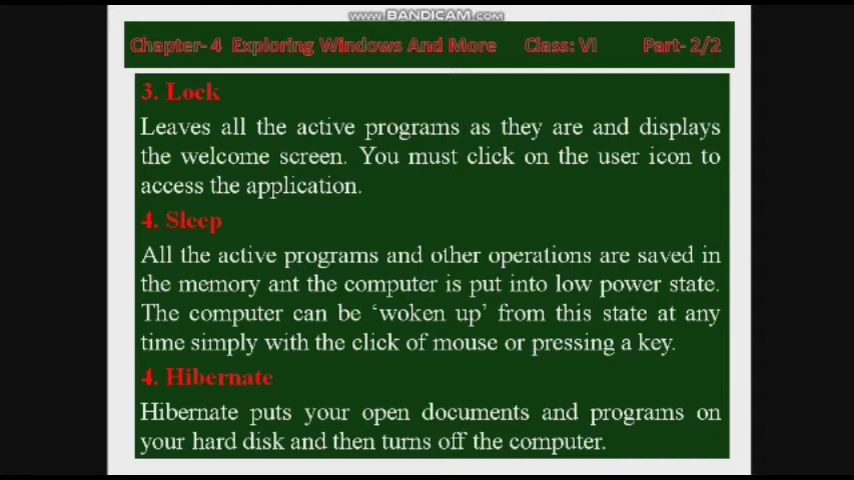 www.BANDICAM.com
Chapter- 4 Exploring Windows And More Class: VI Part- 2/2
3. Lock
Leaves all the active programs as they are and displays
the welcome screen. You must click on the user icon to
access the application.
4. Sleep
All the active programs and other operations are saved in
the memory ant the computer is put into low power state.
The computer can be ‘woken up’ from this state at any
time simply with the click of mouse or pressing a key.
4. Hibernate
Hibernate puts your open documents and programs on
your hard disk and then turns off the computer.